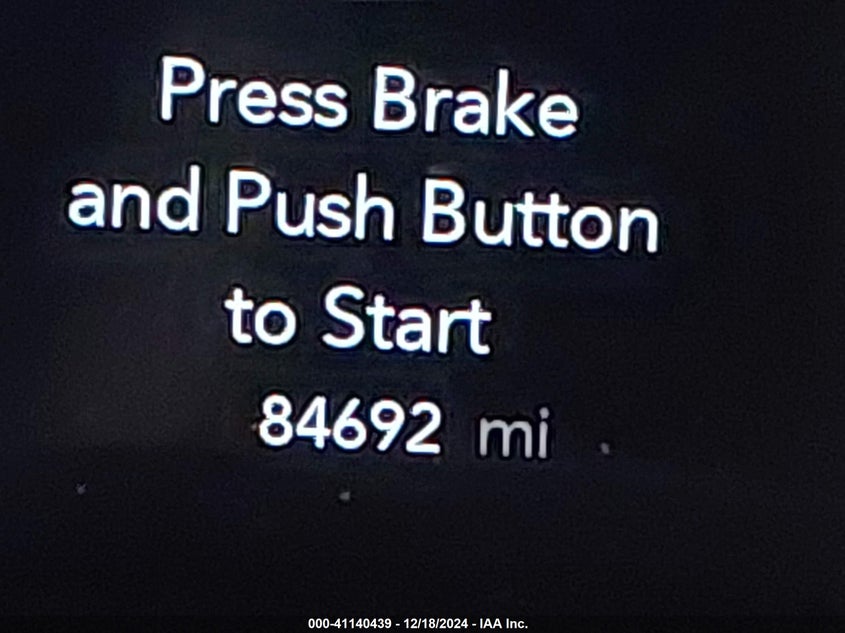 Press Brake
and Push Button
to Start
84692 mi
000-41140439 - 12/18/2024 - IAA Inc.